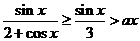 sin x / (2 + cos x) ≥ sin x / 3 > ax